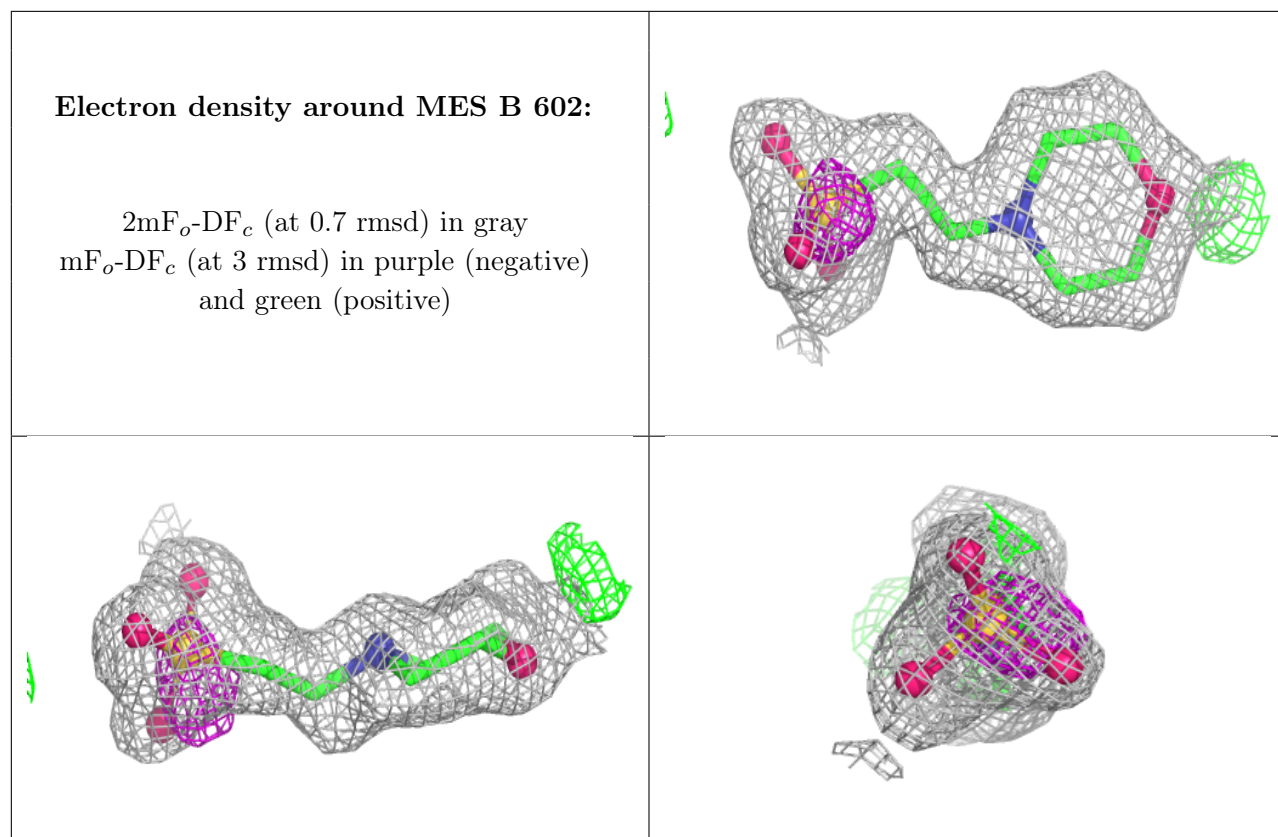 Electron density around MES B 602:
2mFo-DFc (at 0.7 rmsd) in gray
mFo-DFc (at 3 rmsd) in purple (negative)
and green (positive)